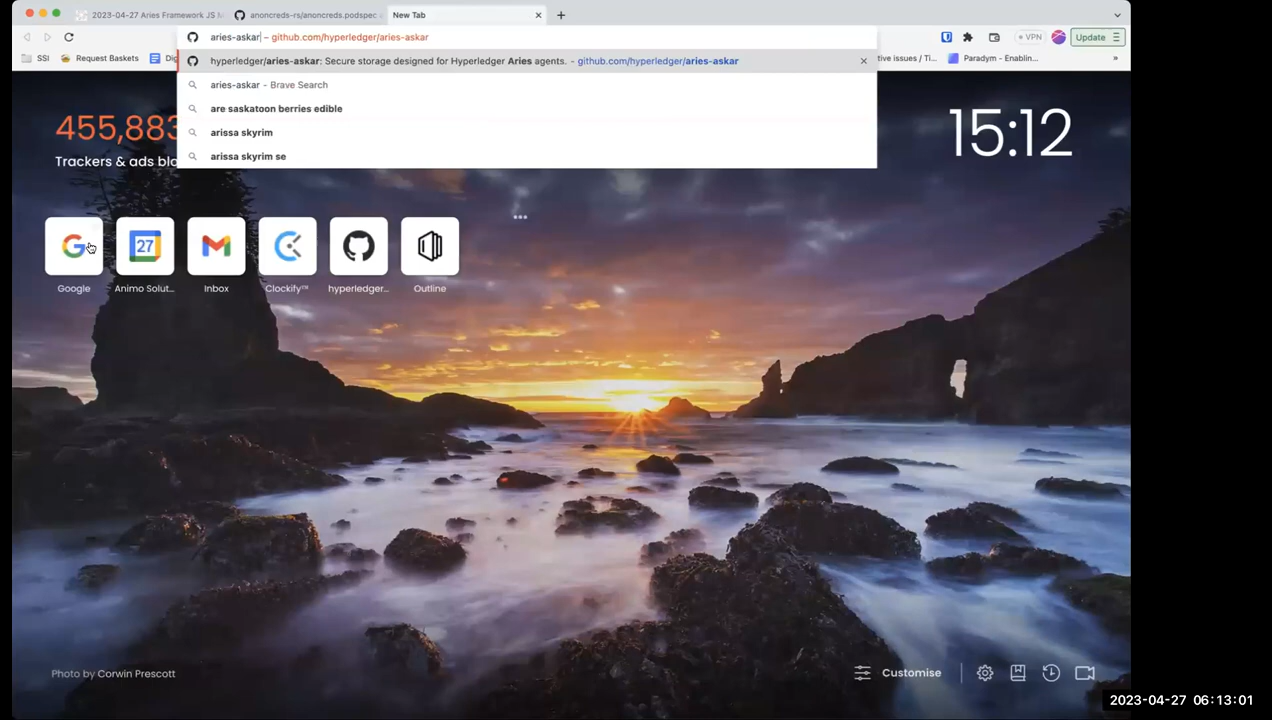 2023-04-27 Aries Framework JS M
anoncreds-rs/anoncreds.podspec
New Tab
aries-askar – github.com/hyperledger/aries-askar
VPN
Update
SSI
Request Baskets
Dig
tive issues / Ti...
Paradym - Enablin...
»
hyperledger/aries-askar: Secure storage designed for Hyperledger Aries agents. – github.com/hyperledger/aries-askar
aries-askar – Brave Search
are saskatoon berries edible
arissa skyrim
arissa skyrim se
455,883
Trackers & ads blo
15:12
27
Google
Animo Solut...
Inbox
Clockify™
hyperledger...
Outline
Photo by Corwin Prescott
Customise
2023-04-27 06:13:01